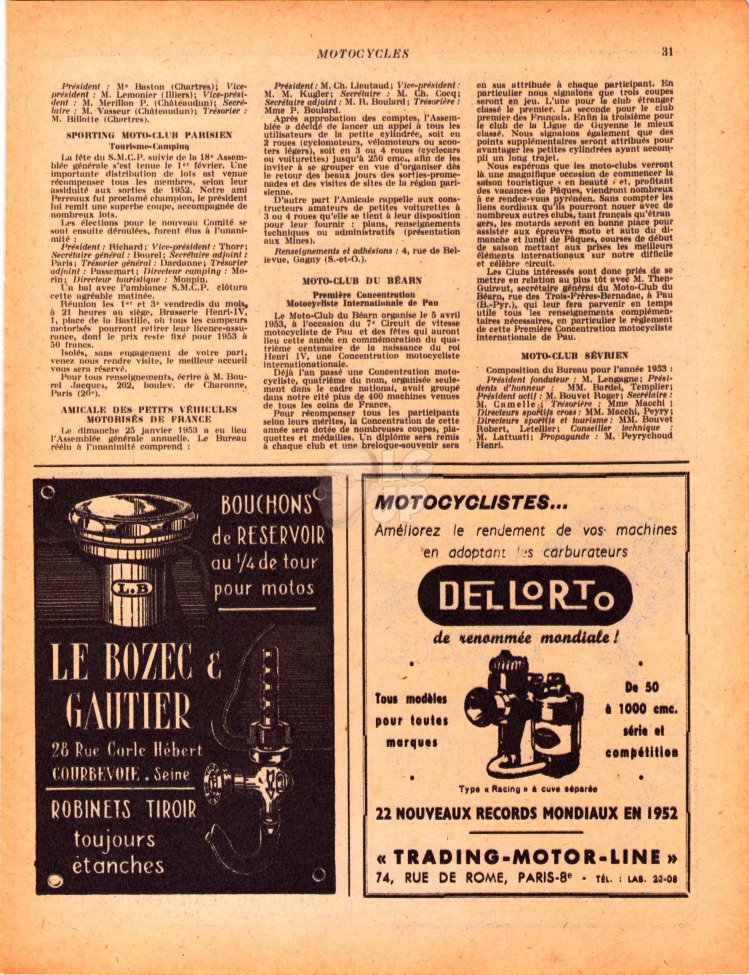 MOTOCYCLES
31
Président : Me Baston (Chartres); Vice-
président : M. Lemonier (Illiers); Vice-prési-
dent : M. Merillon P. (Châteaudun); Secré-
taire : M. Vasseur (Châteaudun); Trésorier :
M. Billotte (Chartres).
SPORTING MOTO-CLUB PARISIEN
Tourisme-Camping
La fête du S.M.C.P. suivie de la 18e Assem-
blée générale s'est tenue le 1er février. Une
importante distribution de lots est venue
récompenser tous les membres, selon leur
assiduité aux sorties de 1952. Notre ami
Perreaux fut proclamé champion, le président
lui remit une superbe coupe, accompagnée de
nombreux lots.
Les élections pour le nouveau Comité se
sont ensuite déroulées, furent élus à l'unani-
mité :
Président : Richard; Vice-président : Thorr;
Secrétaire général : Bourel; Secrétaire adjoint :
Paris; Trésorier général : Dardanne; Trésorier
adjoint : Passemart; Directeur camping : Mo-
rin; Directeur touristique : Monpin.
Un bal avec l'ambiance S.M.C.P. clôtura
cette agréable matinée.
Réunion les 1er et 3e vendredis du mois,
à 21 heures au siège, Brasserie Henri-IV,
1, place de la Bastille, où tous les campeurs
motorisés pourront retirer leur licence-assu-
rance, dont le prix reste fixé pour 1953 à
50 francs.
Isolés, sans engagement de votre part,
venez nous rendre visite, le meilleur accueil
vous sera réservé.
Pour tous renseignements, écrire à M. Bou-
rel Jacques, 202, boulev. de Charonne,
Paris (20e).
AMICALE DES PETITS VÉHICULES
MOTORISÉS DE FRANCE
Le dimanche 25 janvier 1953 a eu lieu
l'Assemblée générale annuelle. Le Bureau
réélu à l'unanimité comprend :
Président : M. Ch. Lieutaud; Vice-président :
M. M. Kugler; Secrétaire : M. Ch. Cocq;
Secrétaire adjoint : M. R. Boulard; Trésorière :
Mme P. Boulard.
Après approbation des comptes, l'Assem-
blée a décidé de lancer un appel à tous les
utilisateurs de la petite cylindrée, soit en
2 roues (cyclomoteurs, vélomoteurs ou scoo-
ters légers), soit en 3 ou 4 roues (cyclecars
ou voiturettes) jusqu'à 250 cmc., afin de les
inviter à se grouper en vue d'organiser dès
le retour des beaux jours des sorties-prome-
nades et des visites de sites de la région pari-
sienne.
D'autre part l'Amicale rappelle aux cons-
tructeurs amateurs de petites voiturettes à
3 ou 4 roues qu'elle se tient à leur disposition
pour leur fournir : plans, renseignements
techniques ou administratifs (présentation
aux Mines).
Renseignements et adhésions : 4, rue de Bel-
levue, Gagny (S.-et-O.).
MOTO-CLUB DU BÉARN
Première Concentration
Motocycliste Internationale de Pau
Le Moto-Club du Béarn organise le 5 avril
1953, à l'occasion du 7e Circuit de vitesse
motocycliste de Pau et des fêtes qui auront
lieu cette année en commémoration du qua-
trième centenaire de la naissance du roi
Henri IV, une Concentration motocycliste
internationnationale.
Déjà l'an passé une Concentration moto-
cycliste, quatrième du nom, organisée seule-
ment dans le cadre national, avait groupé
dans notre cité plus de 400 machines venues
de tous les coins de France.
Pour récompenser tous les participants
selon leurs mérites, la Concentration de cette
année sera dotée de nombreuses coupes, pla-
quettes et médailles. Un diplôme sera remis
à chaque club et une breloque-souvenir sera
en sus attribuée à chaque participant. En
particulier nous signalons que trois coupes
seront en jeu. L'une pour le club étranger
classé le premier. La seconde pour le club
premier des Français. Enfin la troisième pour
le club de la Ligue de Guyenne le mieux
classé. Nous signalons également que des
points supplémentaires seront attribués pour
avantager les petites cylindrées ayant accom-
pli un long trajet.
Nous espérons que les moto-clubs verront
là une magnifique occasion de commencer la
saison touristique « en beauté » et, profitant
des vacances de Pâques, viendront nombreux
à ce rendez-vous pyrénéen. Sans compter les
liens cordiaux qu'ils pourront nouer avec de
nombreux autres clubs, tant français qu'étran-
gers, les motards seront en bonne place pour
assister aux épreuves moto et auto du di-
manche et lundi de Pâques, courses de début
de saison mettant aux prises les meilleurs
éléments internationaux sur notre difficile
et célèbre circuit.
Les Clubs intéressés sont donc priés de se
mettre en relation au plus tôt avec M. Then-
Guiraut, secrétaire général du Moto-Club du
Béarn, rue des Trois-Frères-Bernadac, à Pau
(B.-Pyr.), qui leur fera parvenir en temps
utile tous les renseignements complémen-
taires nécessaires, en particulier le règlement
de cette Première Concentration motocycliste
internationale de Pau.
MOTO-CLUB SÉVRIEN
Composition du Bureau pour l'année 1953 :
Président fondateur : M. Lengagne; Prési-
dents d'honneur : MM. Bordel, Templier;
Président actif : M. Bouvet Roger; Secrétaire :
M. Gamelle; Trésorière : Mme Macchi;
Directeurs sportifs cross: MM. Macchi, Peyry;
Directeurs sportifs et tourisme : MM. Bouvet
Robert, Letellier; Conseiller technique :
M. Lattuati; Propagande : M. Peyrychoud
Henri.
BOUCHONS
de RESERVOIR
au 1/4 de tour
pour motos
L.B
LE BOZEC &
GAUTIER
28 Rue Carle Hébert
COURBEVOIE . Seine
ROBINETS TIROIR
toujours
étanches
MOTOCYCLISTES...
Améliorez le rendement de vos machines
en adoptant les carburateurs
DELLORTO
de renommée mondiale !
Tous modèles
pour toutes
marques
De 50
à 1000 cmc.
série et
compétition
Type « Racing » à cuve séparée
22 NOUVEAUX RECORDS MONDIAUX EN 1952
« TRADING-MOTOR-LINE »
74, RUE DE ROME, PARIS-8e - TÉL. : LAB. 22-08